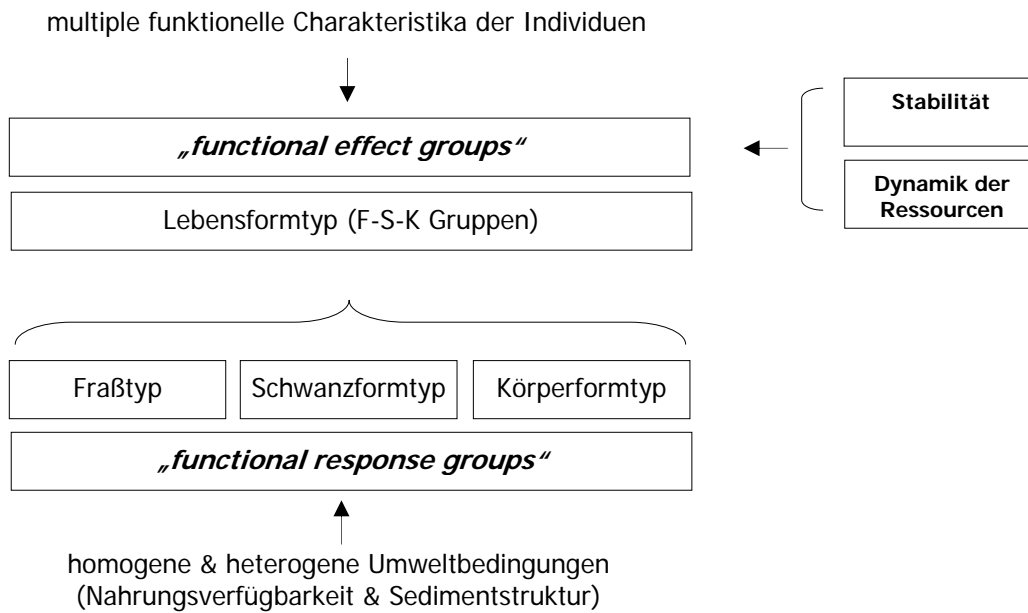 multiple funktionelle Charakteristika der Individuen
„functional effect groups“
Lebensformtyp (F-S-K Gruppen)
Stabilität
Dynamik der
Ressourcen
Fraßtyp
Schwanzformtyp
Körperformtyp
„functional response groups“
homogene & heterogene Umweltbedingungen
(Nahrungsverfügbarkeit & Sedimentstruktur)